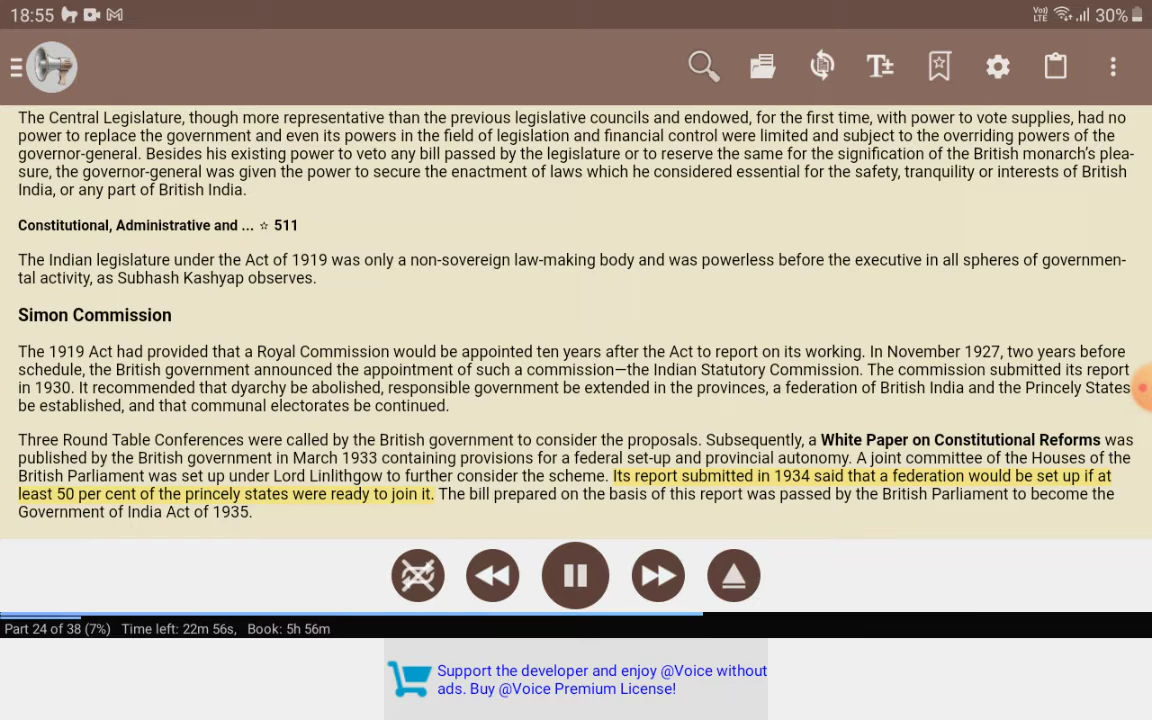 18:55
Vo) LTE
30%
The Central Legislature, though more representative than the previous legislative councils and endowed, for the first time, with power to vote supplies, had no
power to replace the government and even its powers in the field of legislation and financial control were limited and subject to the overriding powers of the
governor-general. Besides his existing power to veto any bill passed by the legislature or to reserve the same for the signification of the British monarch's plea-
sure, the governor-general was given the power to secure the enactment of laws which he considered essential for the safety, tranquility or interests of British
India, or any part of British India.
Constitutional, Administrative and ... ☆ 511
The Indian legislature under the Act of 1919 was only a non-sovereign law-making body and was powerless before the executive in all spheres of governmen-
tal activity, as Subhash Kashyap observes.
Simon Commission
The 1919 Act had provided that a Royal Commission would be appointed ten years after the Act to report on its working. In November 1927, two years before
schedule, the British government announced the appointment of such a commission—the Indian Statutory Commission. The commission submitted its report
in 1930. It recommended that dyarchy be abolished, responsible government be extended in the provinces, a federation of British India and the Princely States
be established, and that communal electorates be continued.
Three Round Table Conferences were called by the British government to consider the proposals. Subsequently, a White Paper on Constitutional Reforms was
published by the British government in March 1933 containing provisions for a federal set-up and provincial autonomy. A joint committee of the Houses of the
British Parliament was set up under Lord Linlithgow to further consider the scheme. Its report submitted in 1934 said that a federation would be set up if at
least 50 per cent of the princely states were ready to join it. The bill prepared on the basis of this report was passed by the British Parliament to become the
Government of India Act of 1935.
Part 24 of 38 (7%) Time left: 22m 56s, Book: 5h 56m
Support the developer and enjoy @Voice without
ads. Buy @Voice Premium License!